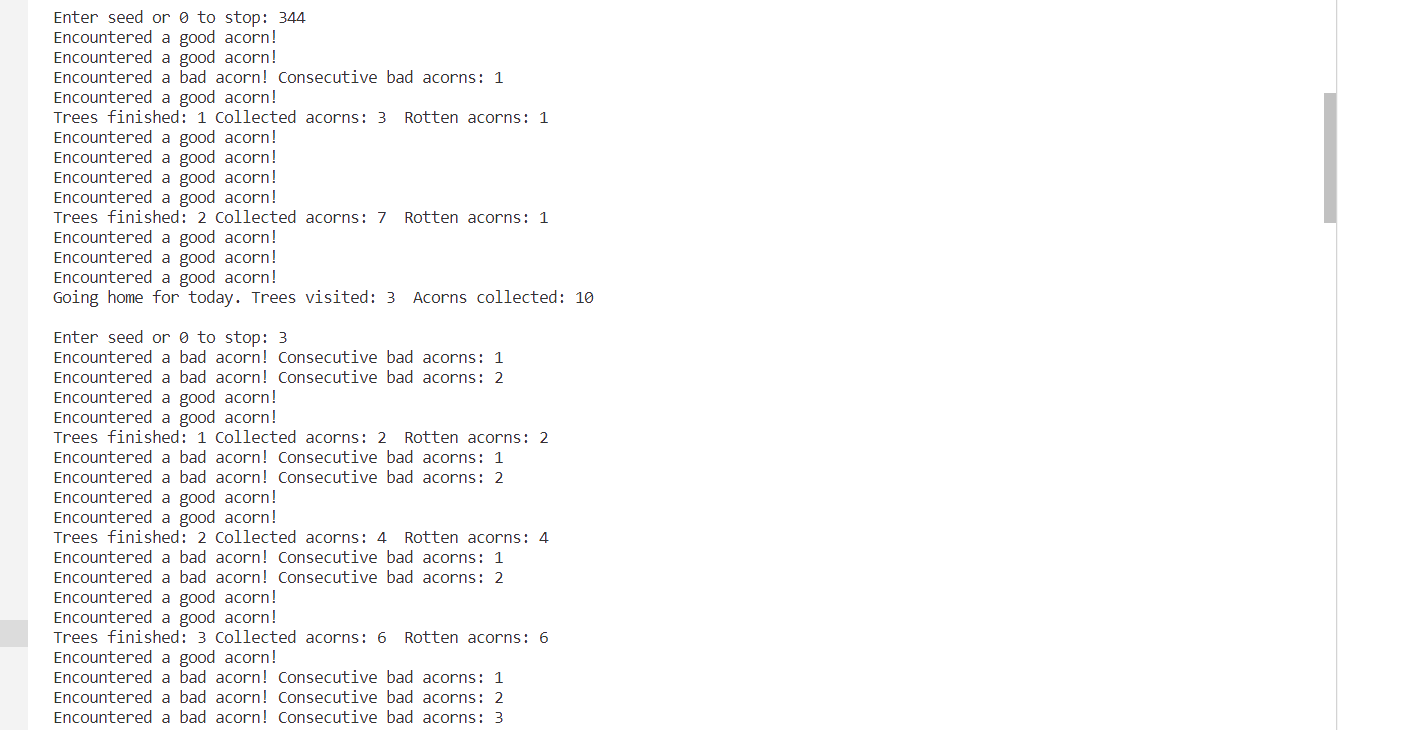 Enter seed or 0 to stop: 344
Encountered a good acorn!
Encountered a good acorn!
Encountered a bad acorn! Consecutive bad acorns: 1
Encountered a good acorn!
Trees finished: 1 Collected acorns: 3  Rotten acorns: 1
Encountered a good acorn!
Encountered a good acorn!
Encountered a good acorn!
Encountered a good acorn!
Trees finished: 2 Collected acorns: 7  Rotten acorns: 1
Encountered a good acorn!
Encountered a good acorn!
Encountered a good acorn!
Going home for today. Trees visited: 3  Acorns collected: 10

Enter seed or 0 to stop: 3
Encountered a bad acorn! Consecutive bad acorns: 1
Encountered a bad acorn! Consecutive bad acorns: 2
Encountered a good acorn!
Encountered a good acorn!
Trees finished: 1 Collected acorns: 2  Rotten acorns: 2
Encountered a bad acorn! Consecutive bad acorns: 1
Encountered a bad acorn! Consecutive bad acorns: 2
Encountered a good acorn!
Encountered a good acorn!
Trees finished: 2 Collected acorns: 4  Rotten acorns: 4
Encountered a bad acorn! Consecutive bad acorns: 1
Encountered a bad acorn! Consecutive bad acorns: 2
Encountered a good acorn!
Encountered a good acorn!
Trees finished: 3 Collected acorns: 6  Rotten acorns: 6
Encountered a good acorn!
Encountered a bad acorn! Consecutive bad acorns: 1
Encountered a bad acorn! Consecutive bad acorns: 2
Encountered a bad acorn! Consecutive bad acorns: 3